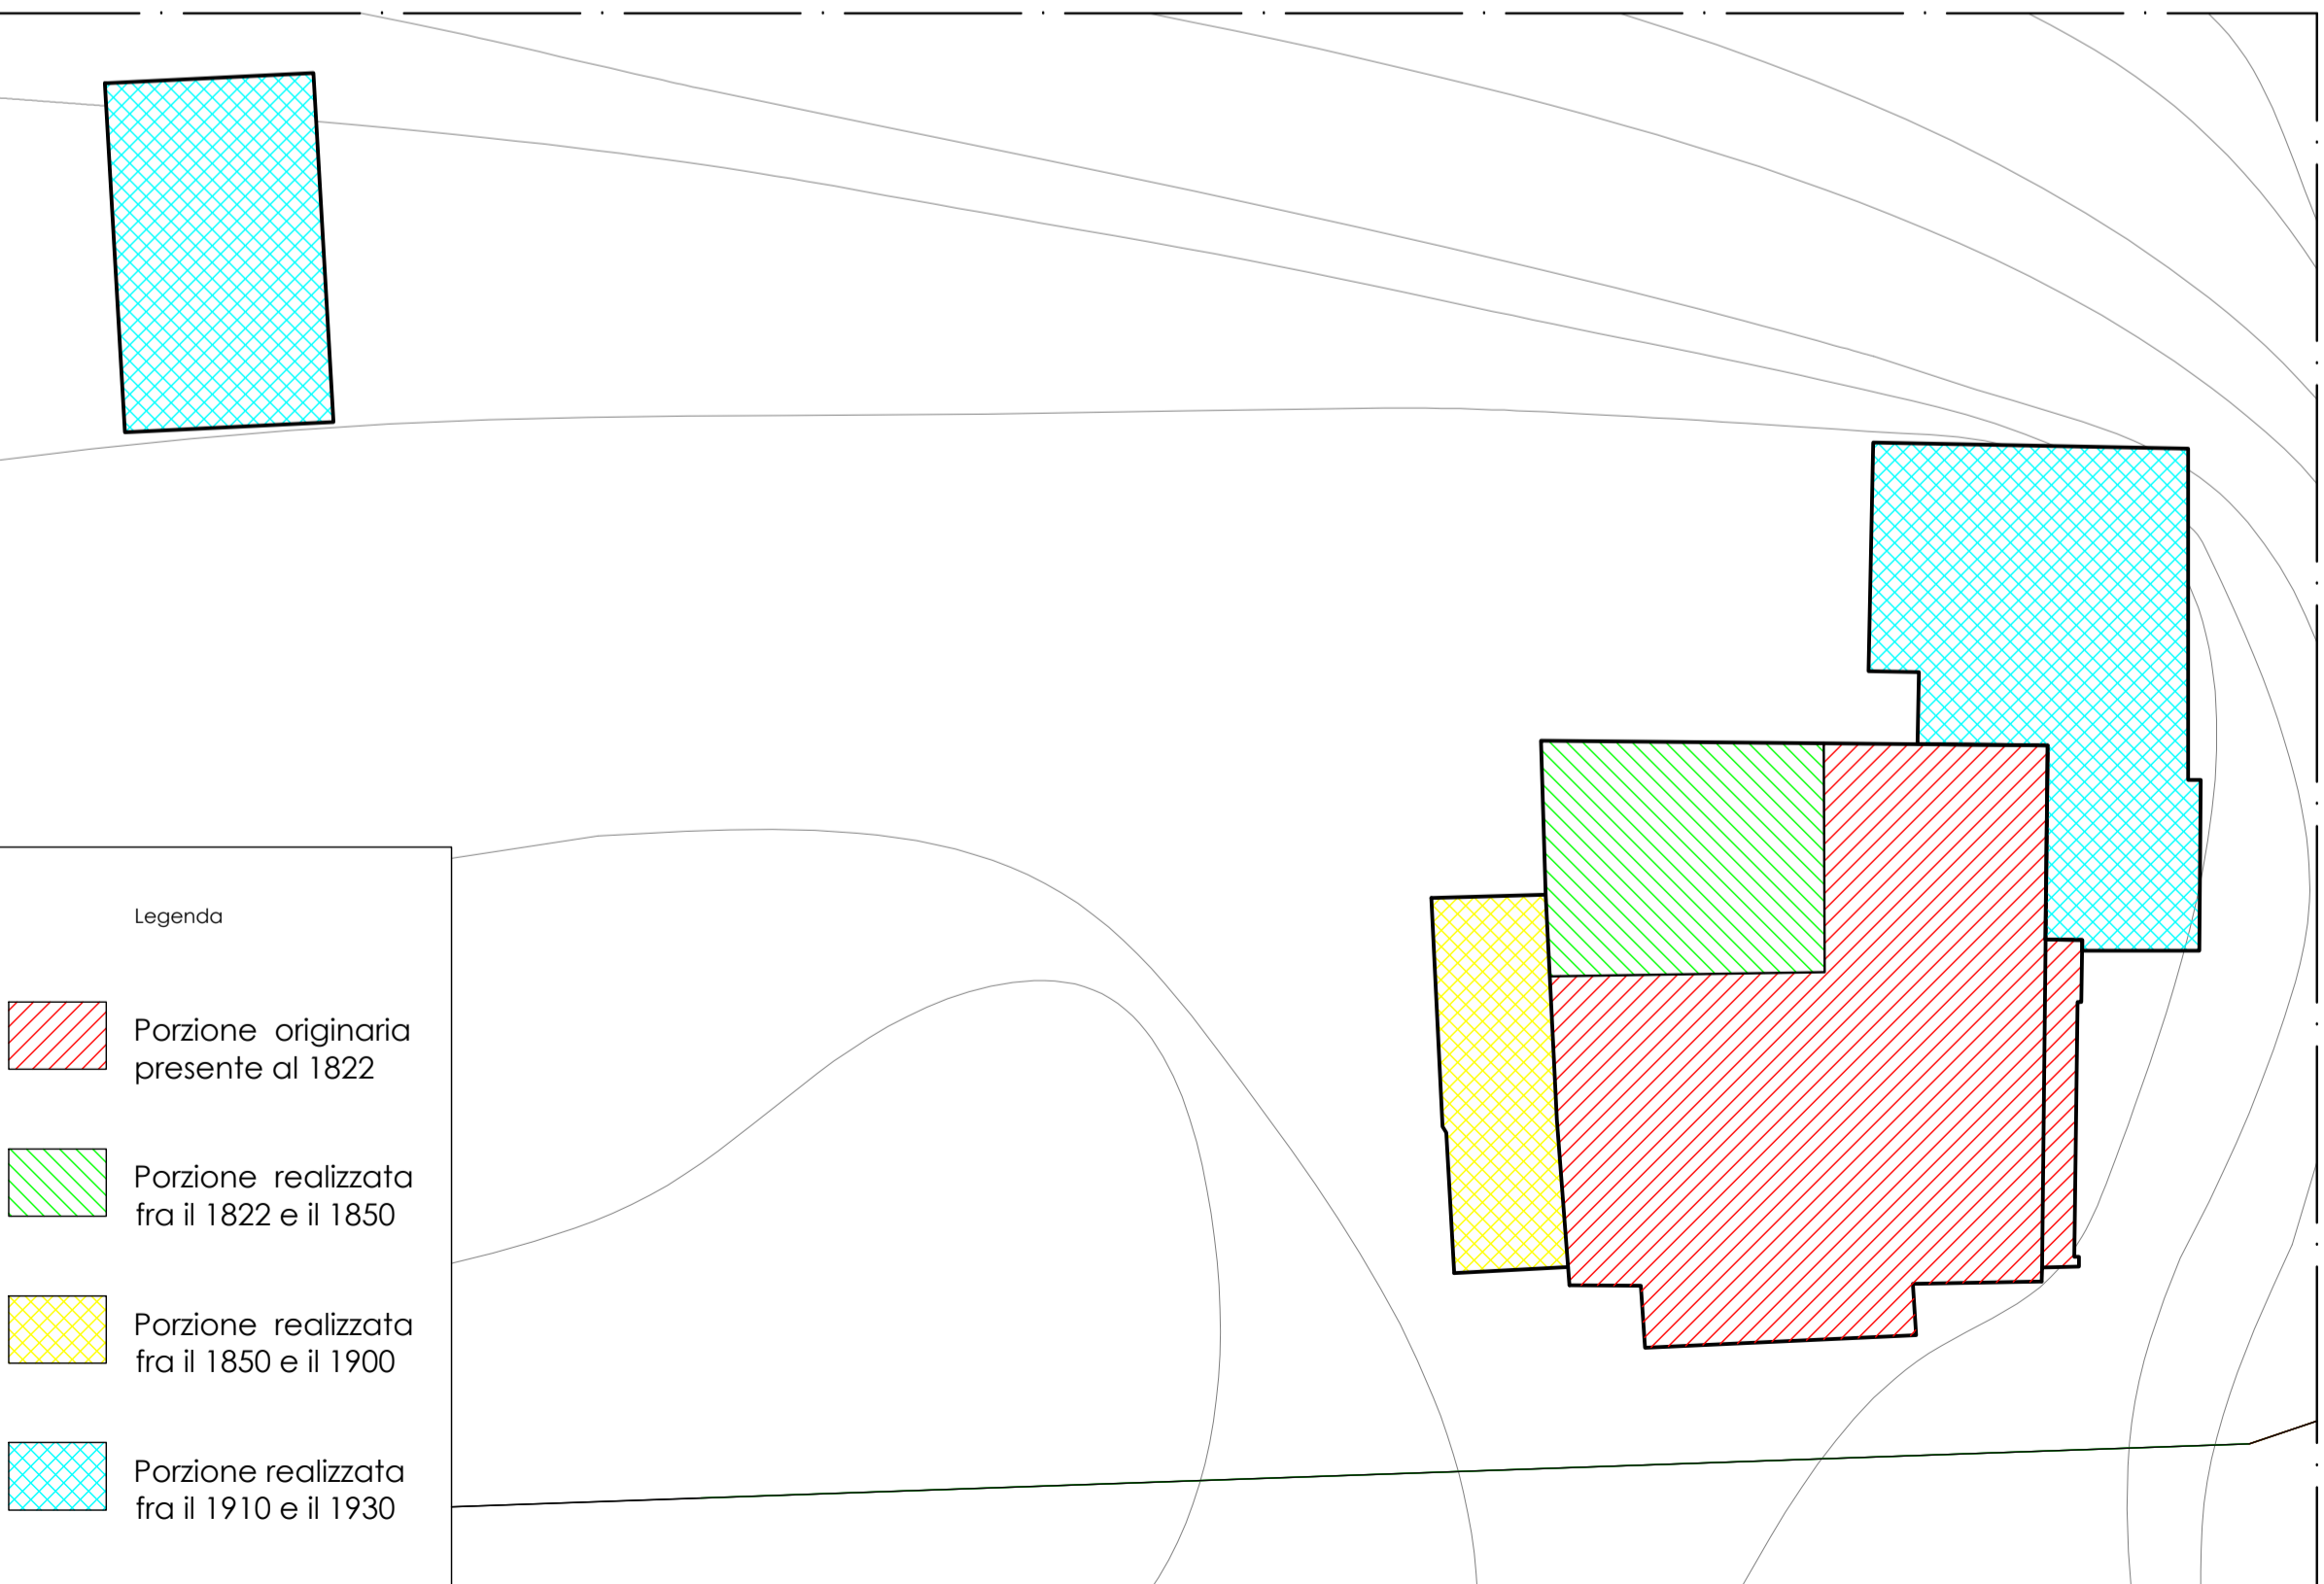 Legenda
Porzione originaria
presente al 1822
Porzione realizzata
fra il 1822 e il 1850
Porzione realizzata
fra il 1850 e il 1900
Porzione realizzata
fra il 1910 e il 1930